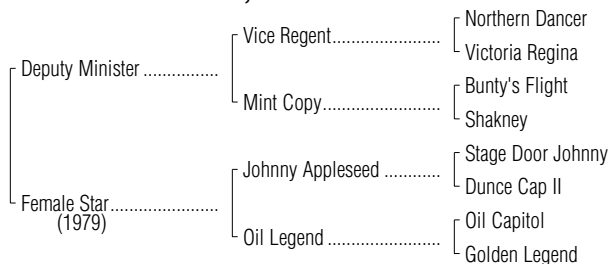 Northern Dancer
Vice Regent.......................
Victoria Regina
Deputy Minister ................
Bunty's Flight
Mint Copy.........................
Shakney
Stage Door Johnny
Johnny Appleseed ............
Dunce Cap II
Female Star.......................
(1979)
Oil Capitol
Oil Legend ........................
Golden Legend